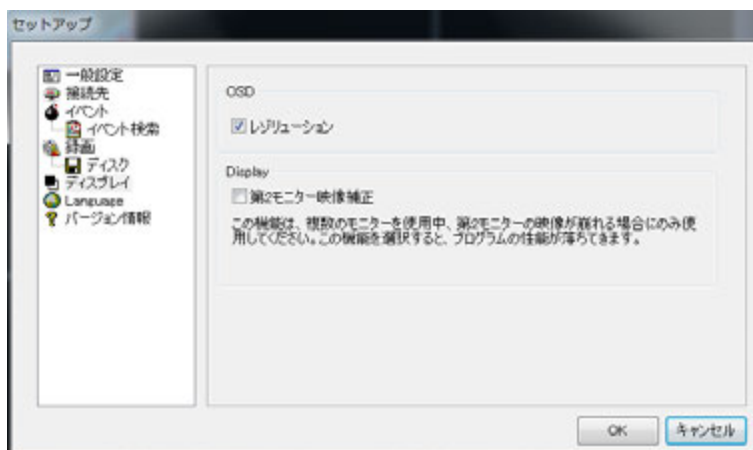 セットアップ
一般設定
接続先
イベント
イベント検索
録画
ディスク
ディスプレイ
Language
バージョン情報
OSD
レゾリューション
Display
第2モニター映像補正
この機能は、複数のモニターを使用中、第2モニターの映像が崩れる場合にのみ使
用してください。この機能を選択すると、プログラムの性能が落ちてきます。
OK
キャンセル